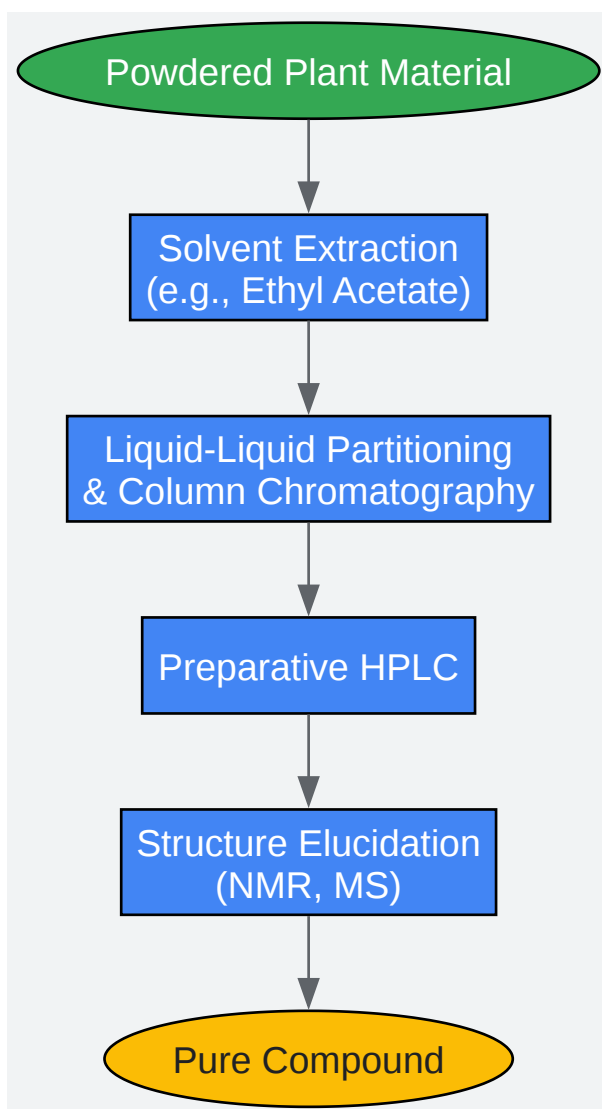 Powdered Plant Material
Solvent Extraction
(e.g., Ethyl Acetate)
Liquid-Liquid Partitioning
& Column Chromatography
Preparative HPLC
Structure Elucidation
(NMR, MS)
Pure Compound